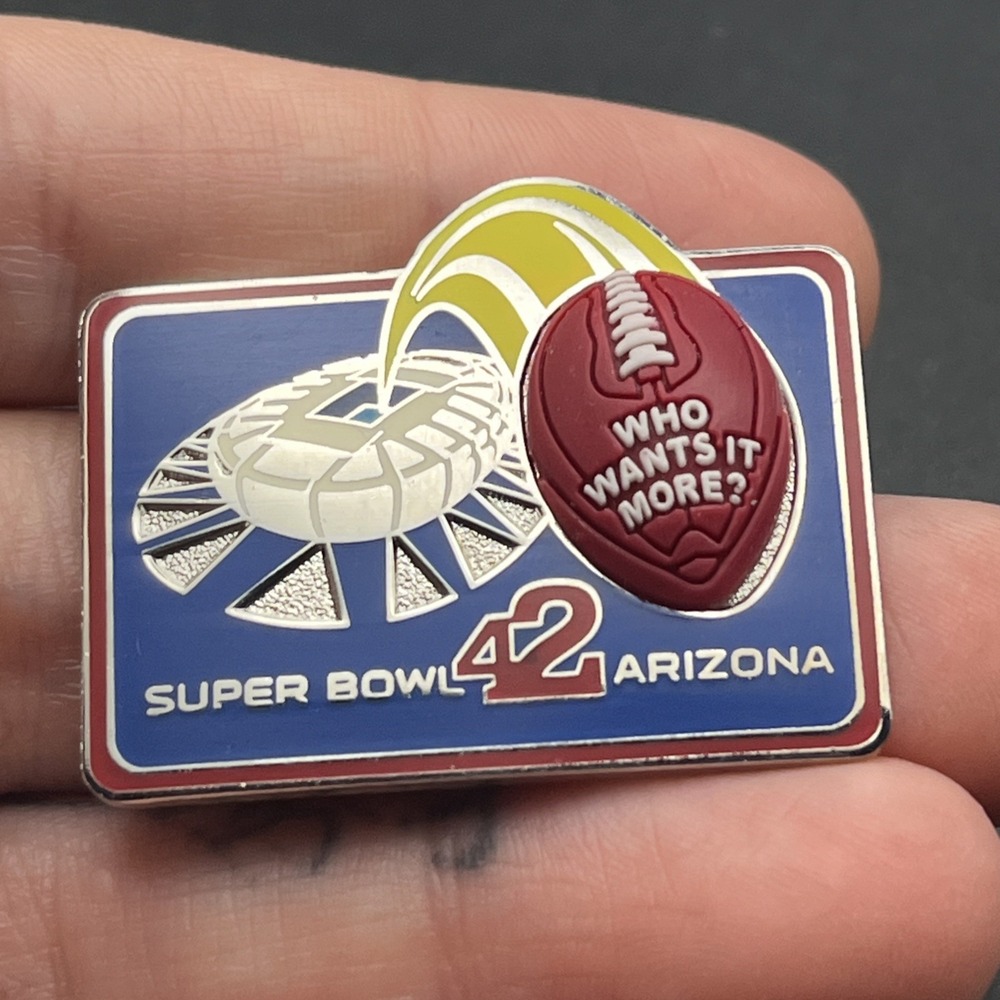 WHO
WANTS IT
MORE?
SUPER BOWL 42 ARIZONA